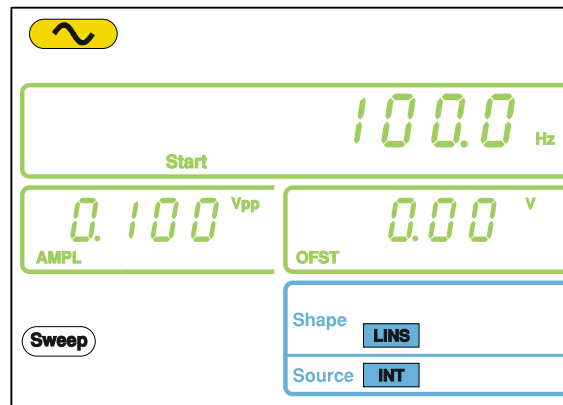 100.0 Hz
Start
0.100 Vpp
AMPL
0.00 V
OFST
Sweep
Shape LINS
Source INT